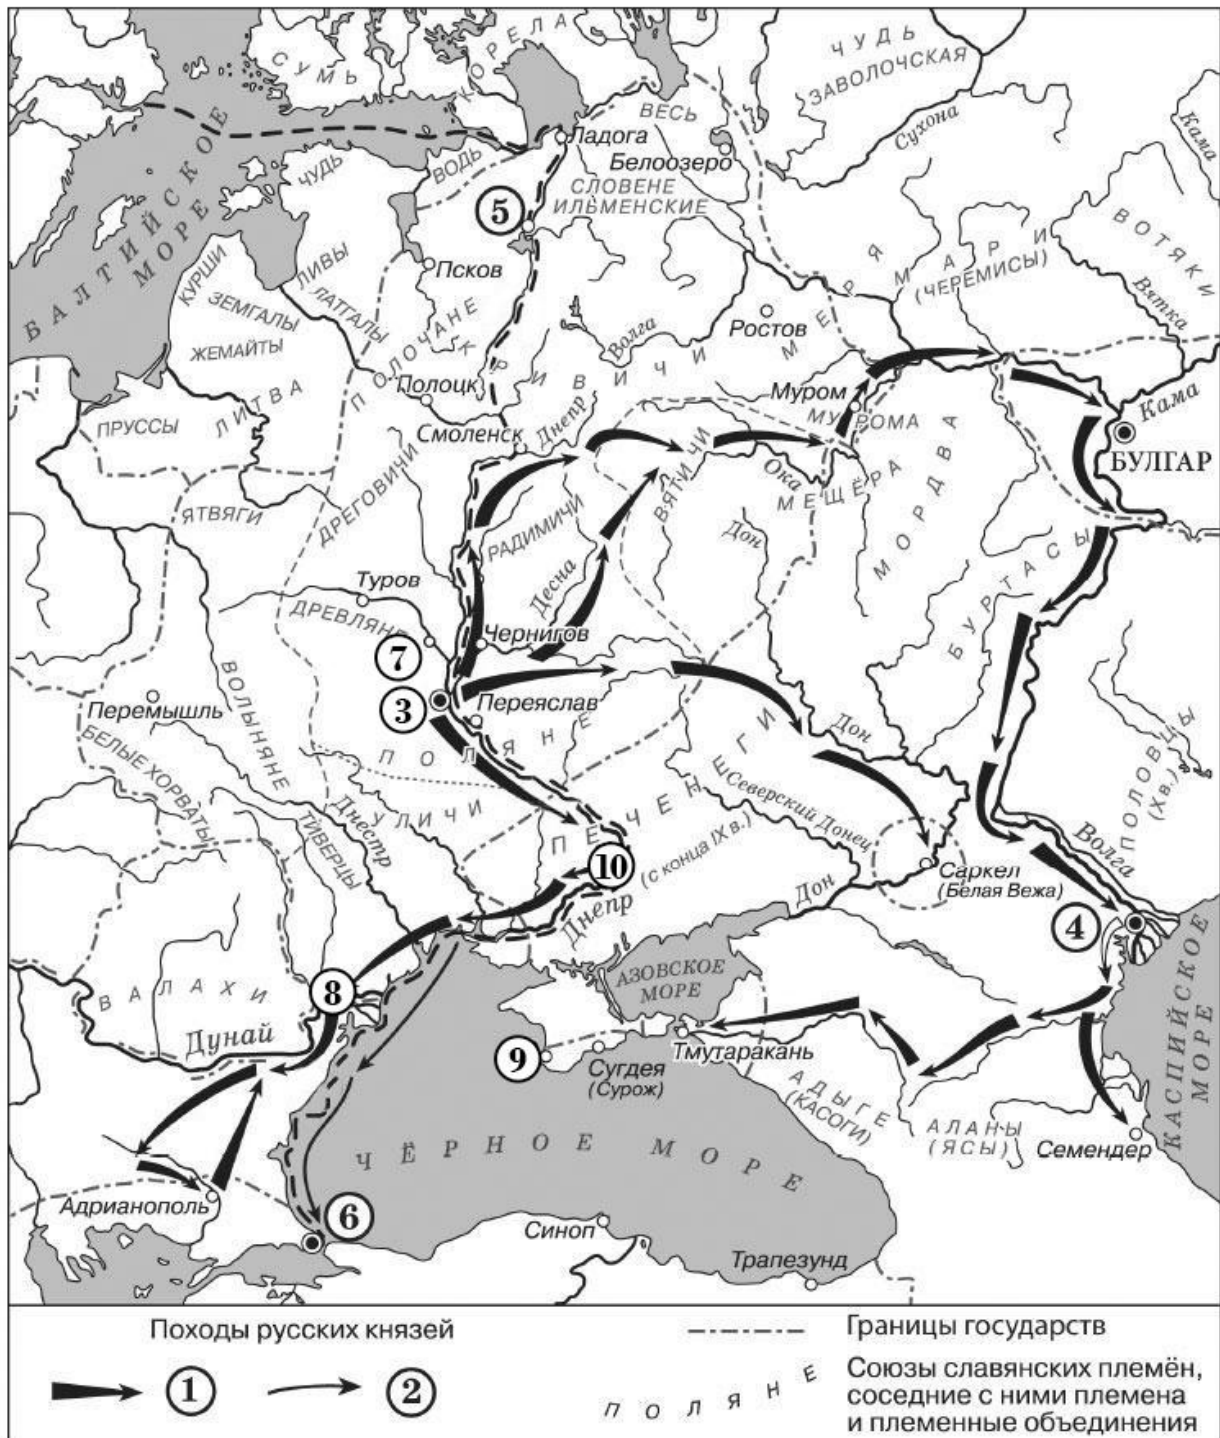 СУМЬ
КОРЕЛА
ЧУДЬ
ЗАВОЛОЧСКАЯ
Сухона
Кама
ВЕСЬ
Ладога
Белоозеро
ВОДЬ
ЧУДЬ
СЛОВЕНЕ
ИЛЬМЕНСКИЕ
5
БАЛТИЙСКОЕ
МОРЕ
ВОТЯКИ
Вятка
МАРИ
(ЧЕРЕМИСЫ)
МЕРЯ
Псков
КУРШИ
ЛИВЫ
ЗЕМГАЛЫ
ЛАТГАЛЫ
ЖЕМАЙТЫ
ПОЛОЧАНЕ
КРИВИЧИ
Волга
Ростов
Полоцк
Муром
МУРОМА
Кама
БУЛГАР
ЛИТВА
ПРУССЫ
Смоленск
Днепр
ВЯТИЧИ
Ока
МЕЩЁРА
МОРДВА
ЯТВЯГИ
ДРЕГОВИЧИ
РАДИМИЧИ
Десна
Дон
БУРТАСЫ
Туров
ДРЕВЛЯНЕ
Чернигов
7
3
Переяслав
Перемышль
ВОЛЫНЯНЕ
БЕЛЫЕ ХОРВАТЫ
ПОЛЯНЕ
Дон
ПОЛОВЦЫ
(X в.)
УЛИЧИ
Днестр
ТИВЕРЦЫ
ПЕЧЕНЕГИ
(с конца IX в.)
Северский Донец
10
Саркел
(Белая Вежа)
Волга
Днепр
Дон
4
АЗОВСКОЕ
МОРЕ
ВАЛАХИ
8
Дунай
9
Сугдея
(Сурож)
Тмутаракань
АДЫГЕ
(КАСОГИ)
АЛАНЫ
(ЯСЫ)
Семендер
КАСПИЙСКОЕ
МОРЕ
ЧЁРНОЕ МОРЕ
Адрианополь
6
Синоп
Трапезунд
Походы русских князей
1
2
Границы государств
ПОЛЯНЕ
Союзы славянских племён,
соседние с ними племена
и племенные объединения